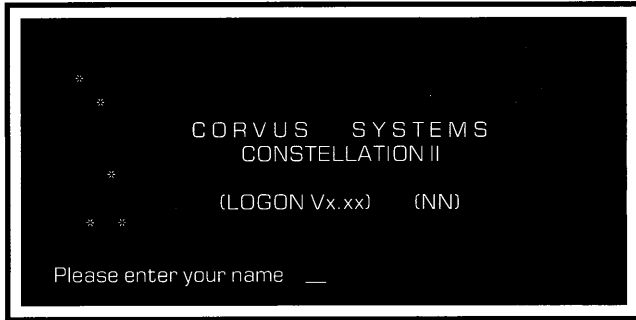 CORVUS SYSTEMS
CONSTELLATION II
(LOGON Vx.xx) (NN)
Please enter your name __